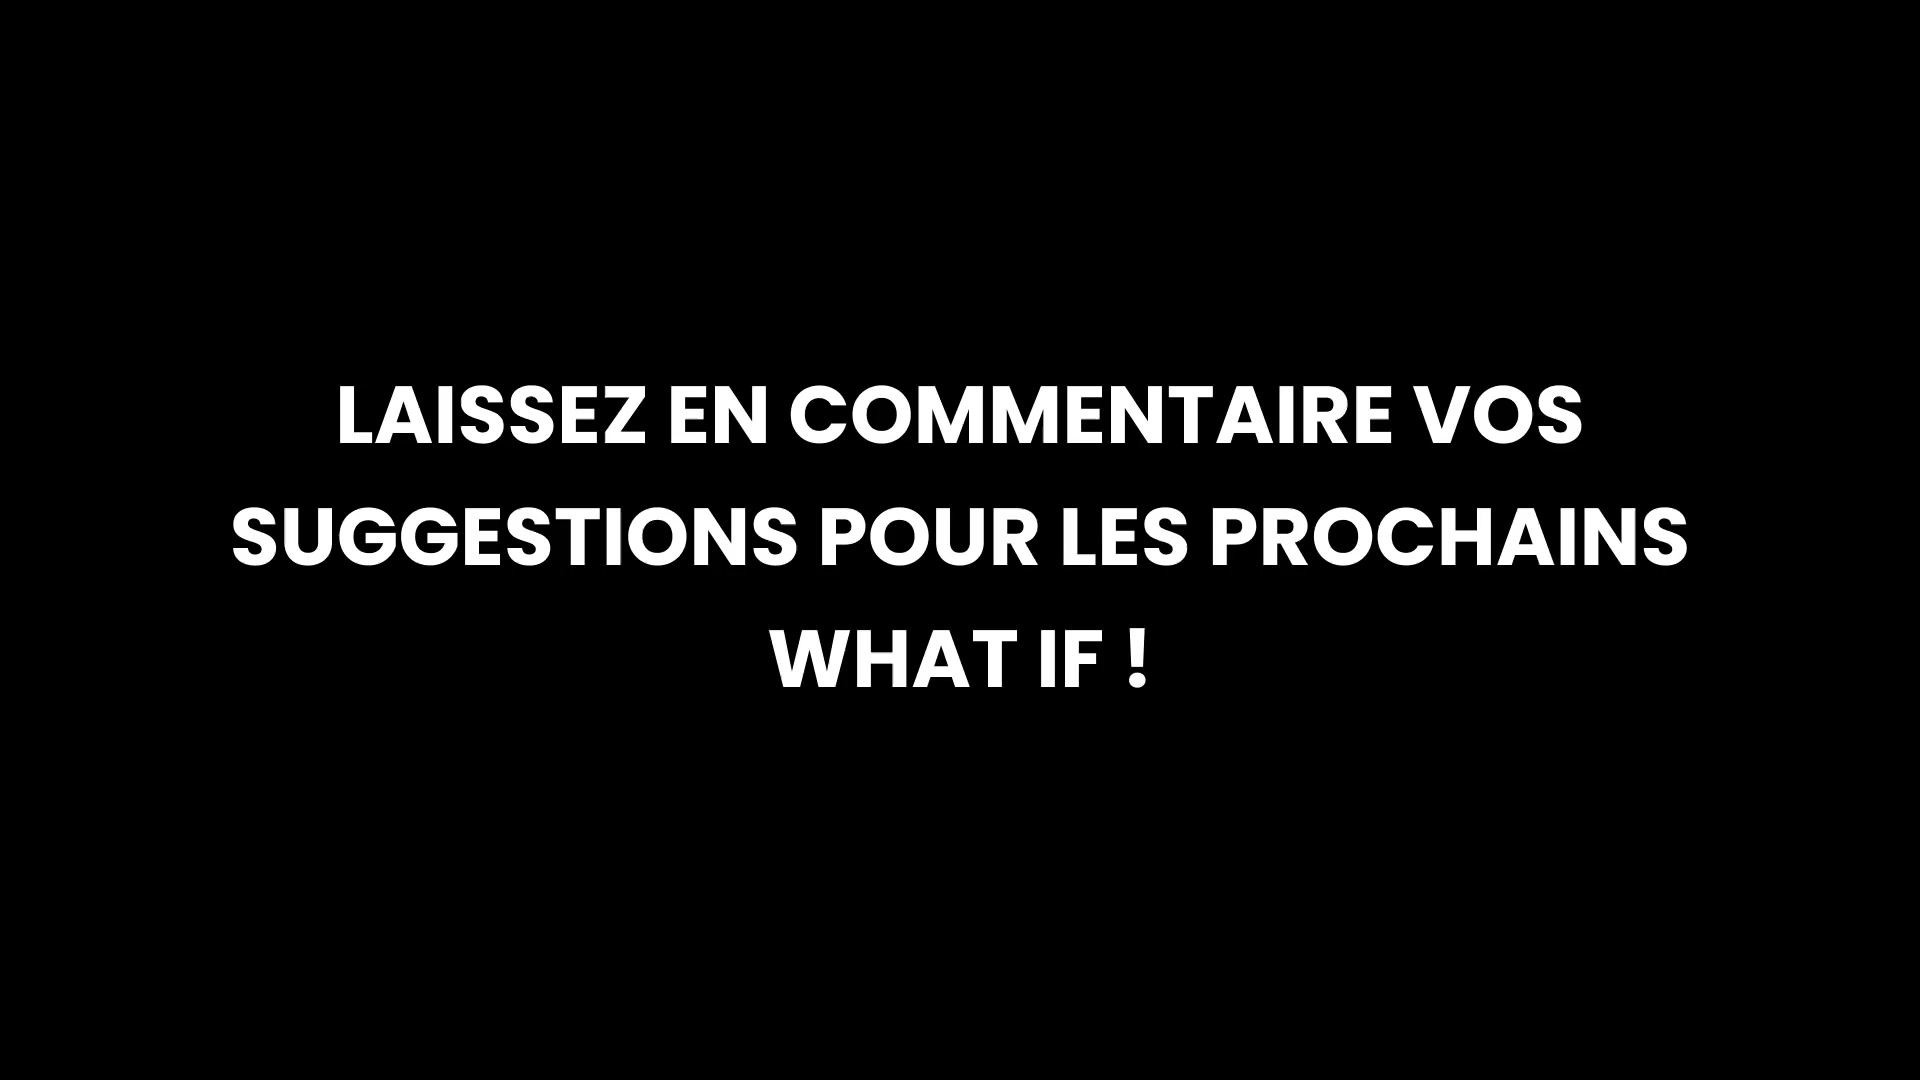 LAISSEZ EN COMMENTAIRE VOS
SUGGESTIONS POUR LES PROCHAINS
WHAT IF !